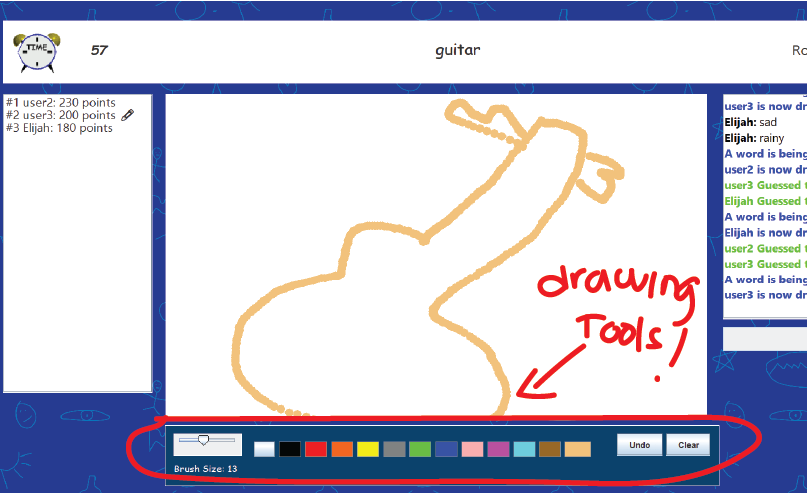 TIME
57
guitar
Ro
#1 user2: 230 points
#2 user3: 200 points
#3 Elijah: 180 points
user3 is now dr
Elijah: sad
Elijah: rainy
A word is being
user2 is now dr
user3 Guessed t
Elijah Guessed t
A word is being
Elijah is now dr
user2 Guessed t
user3 Guessed t
A word is being
user3 is now dr
drawing
Tools!
Brush Size: 13
Undo
Clear